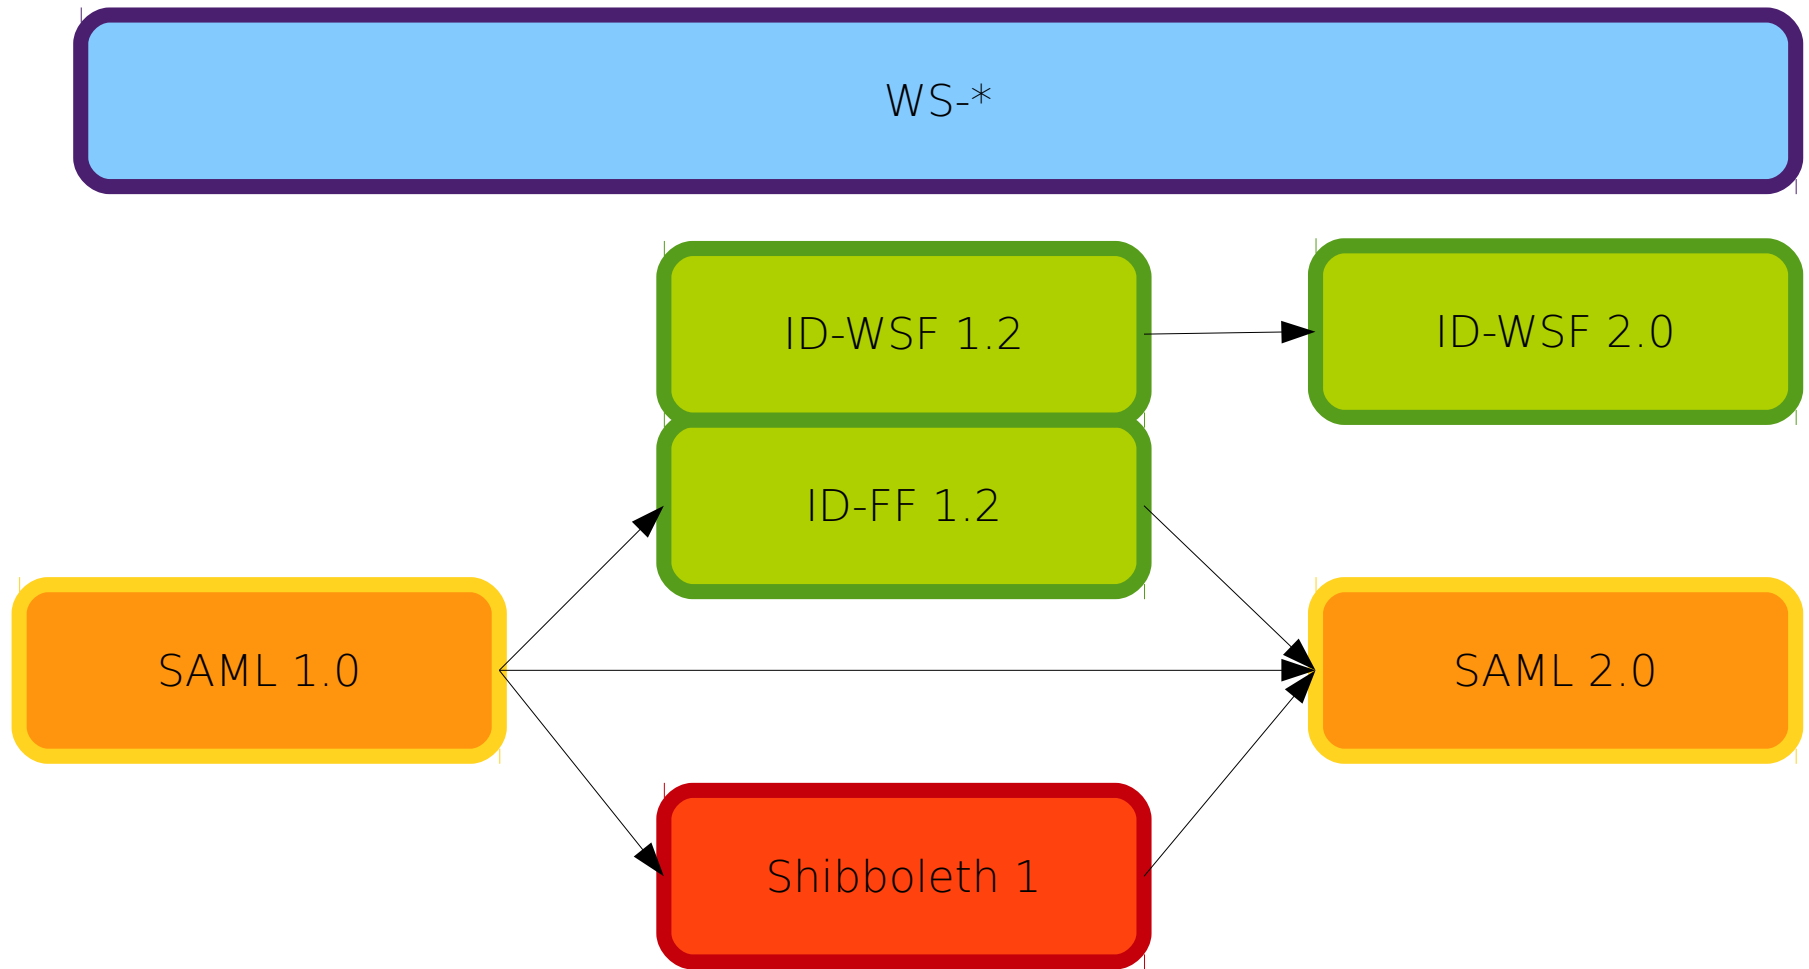 WS-*
ID-WSF 1.2
ID-WSF 2.0
ID-FF 1.2
SAML 1.0
SAML 2.0
Shibboleth 1